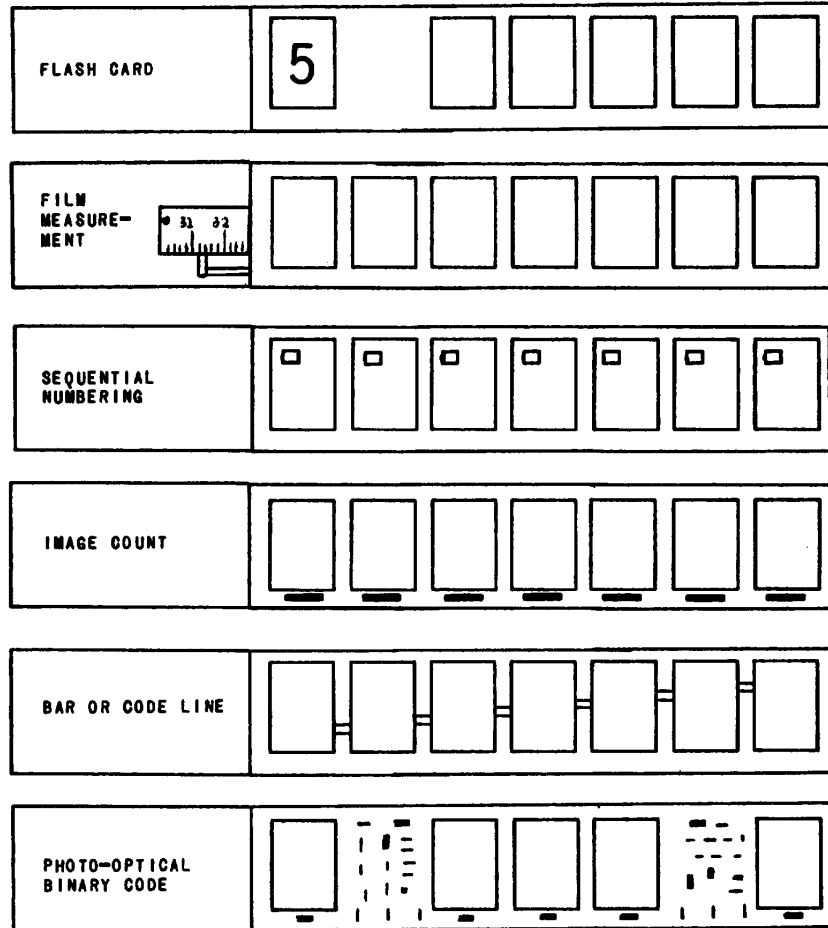 FLASH CARD
5
FILM
MEASURE-
MENT
31 32
SEQUENTIAL
NUMBERING
IMAGE COUNT
BAR OR CODE LINE
PHOTO-OPTICAL
BINARY CODE